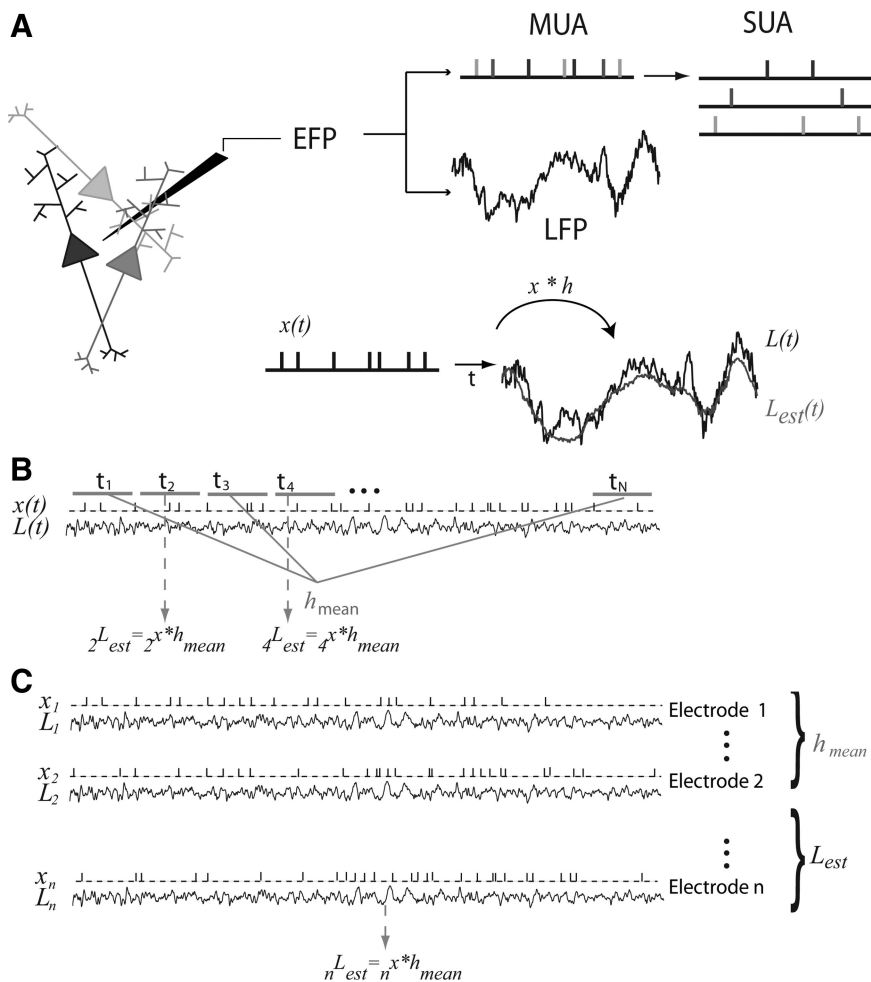 A
MUA SUA
EFP
LFP
x * h
x(t)
t
L(t)
Lest(t)
B
t1 t2 t3 t4 ••• tN
x(t)
L(t)
hmean
2Lest=2x*hmean 4Lest=4x*hmean
C
x1
L1
Electrode 1
hmean
x2
L2
Electrode 2
Lest
xn
Ln
Electrode n
nLest=nx*hmean